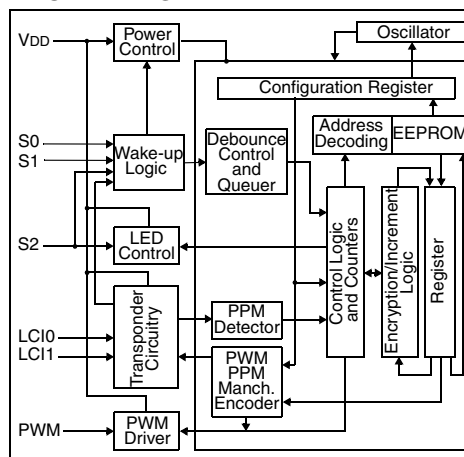 VDD
Power
Control
Oscillator
Configuration Register
S0
S1
Wake-up
Logic
Debounce
Control
and
Queuer
Address
Decoding
EEPROM
S2
LED
Control
Control Logic
and Counters
Encryption/Increment
Logic
Register
LCI0
LCI1
Transponder
Circuitry
PPM
Detector
PWM
PPM
Manch.
Encoder
PWM
PWM
Driver